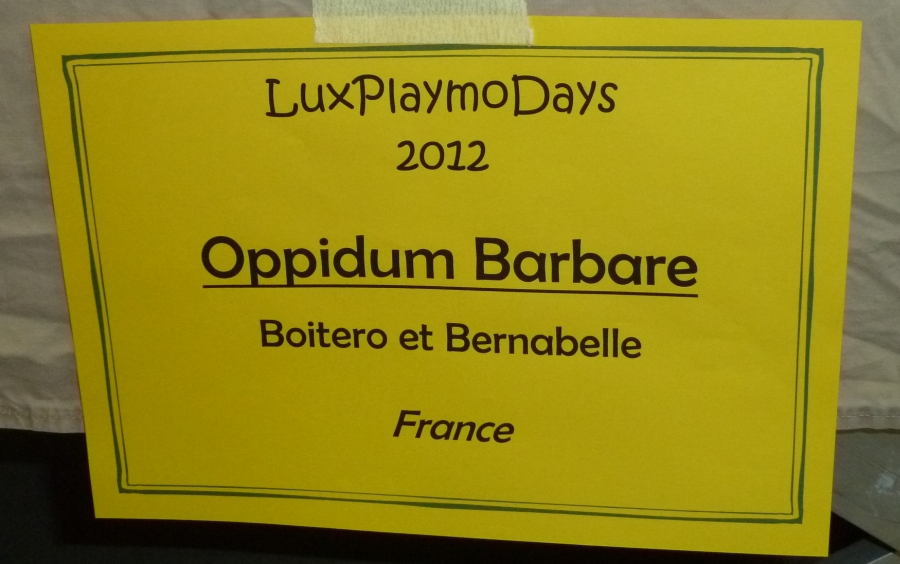 LuxPlaymoDays
2012
Oppidum Barbare
Boitero et Bernabelle
France